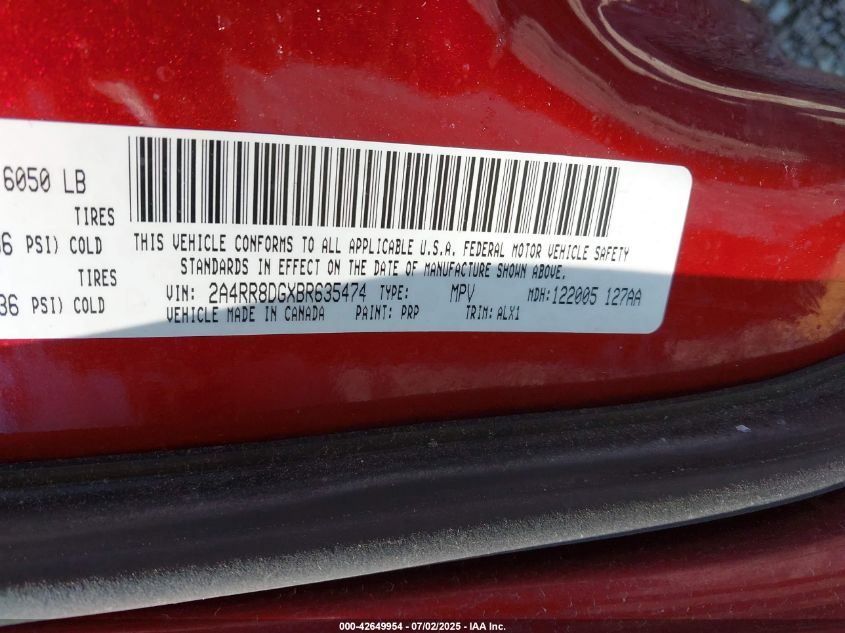 6050 LB
TIRES
36 PSI) COLD
TIRES
36 PSI) COLD
THIS VEHICLE CONFORMS TO ALL APPLICABLE U.S.A. FEDERAL MOTOR VEHICLE SAFETY
STANDARDS IN EFFECT ON THE DATE OF MANUFACTURE SHOWN ABOVE.
VIN: 2A4RR8DGXBR635474 TYPE: MPV MDH:122005 127AA
VEHICLE MADE IN CANADA PAINT: PRP TRIM: ALX1
000-42649954 / 07/02/2025 - IAA Inc.